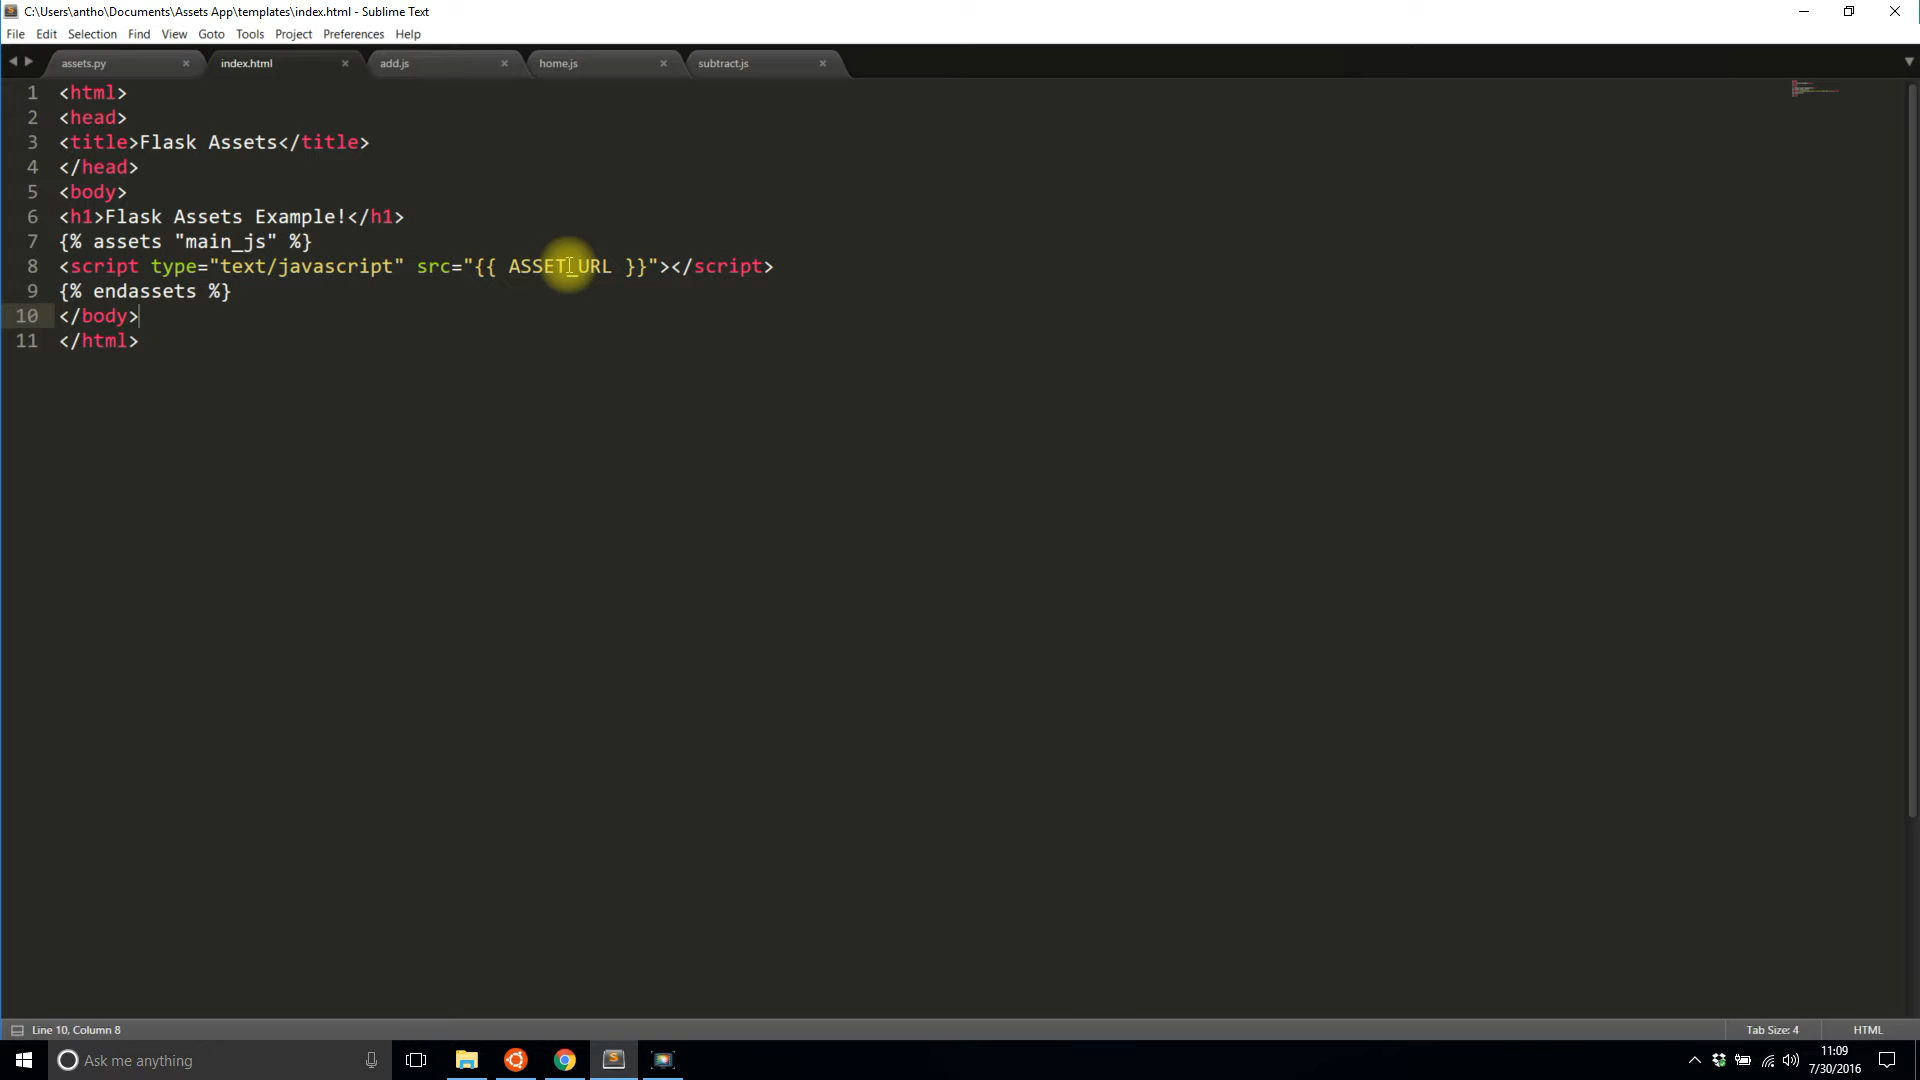 C:\Users\antho\Documents\Assets App\templates\index.html - Sublime Text
File Edit Selection Find View Goto Tools Project Preferences Help
assets.py index.html add.js home.js subtract.js
1 <html>
2 <head>
3 <title>Flask Assets</title>
4 </head>
5 <body>
6 <h1>Flask Assets Example!</h1>
7 {% assets "main_js" %}
8 <script type="text/javascript" src="{{ ASSET_URL }}"></script>
9 {% endassets %}
10 </body>
11 </html>
Line 10, Column 8 Tab Size: 4 HTML
Ask me anything
11:09
7/30/2016